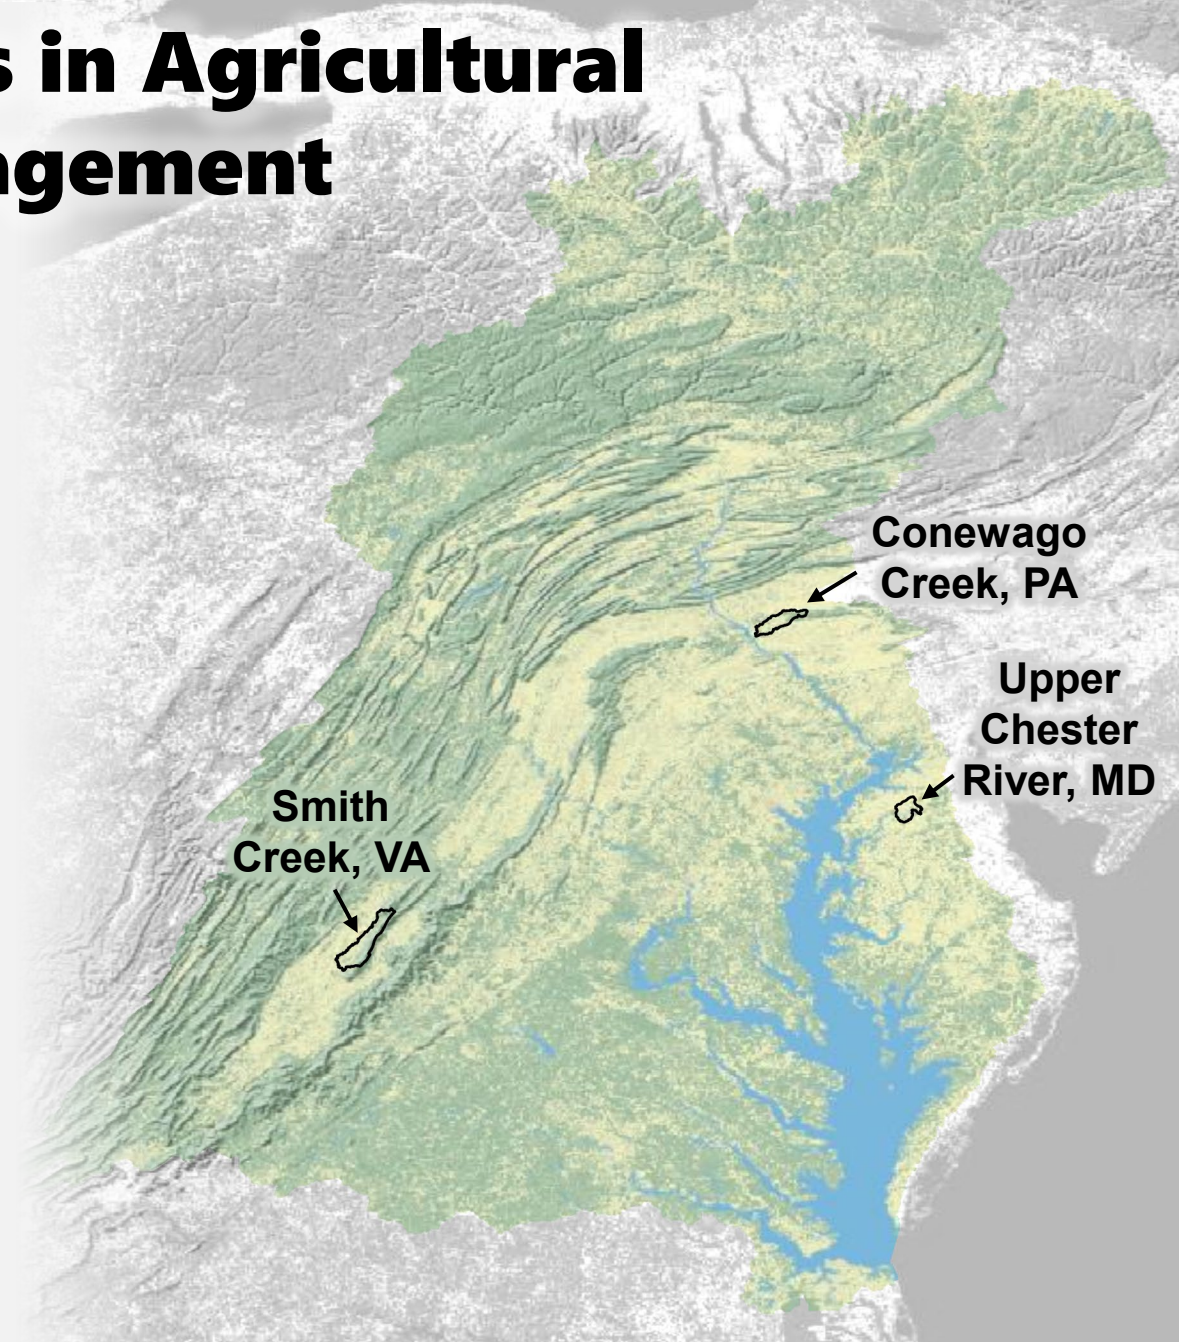 s in Agricultural
agement
Conewago
Creek, PA
Upper
Chester
River, MD
Smith
Creek, VA